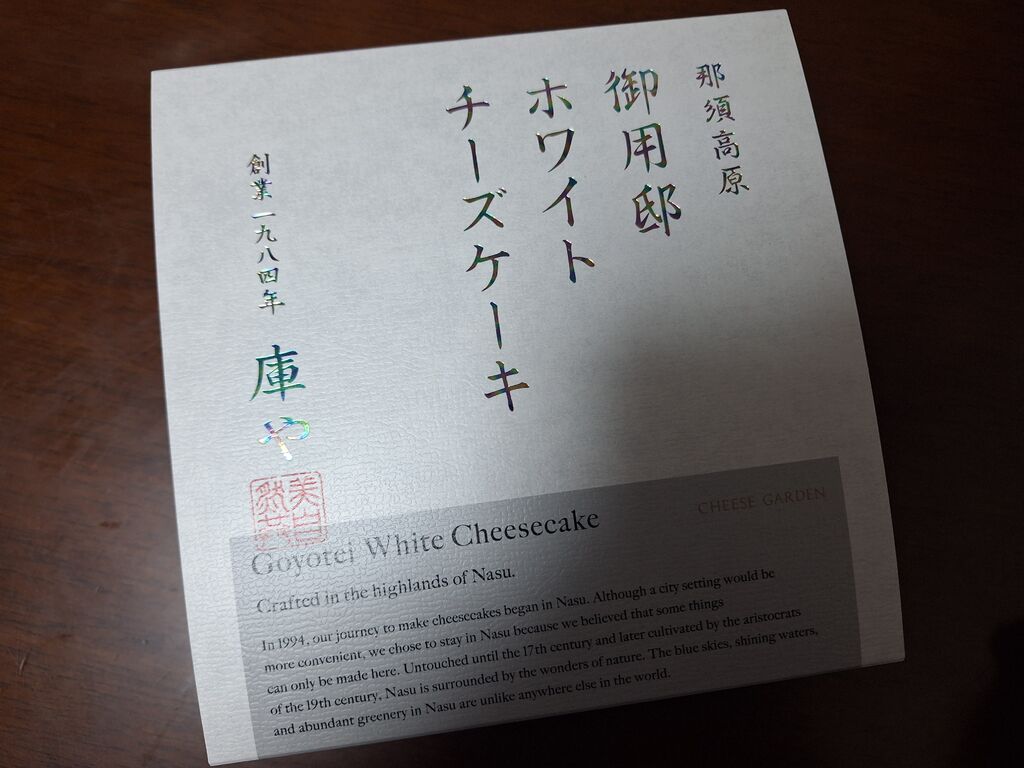 那須高原
御用邸
ホワイト
チーズケーキ
創業一九八四年
庫や
CHEESE GARDEN
Goyotei White Cheesecake
Crafted in the highlands of Nasu.
In 1994, our journey to make cheesecakes began in Nasu. Although a city setting would be
more convenient, we chose to stay in Nasu because we believed that some things
can only be made here. Untouched until the 17th century and later cultivated by the aristocrats
of the 19th century, Nasu is surrounded by the wonders of nature. The blue skies, shining waters,
and abundant greenery in Nasu are unlike anywhere else in the world.